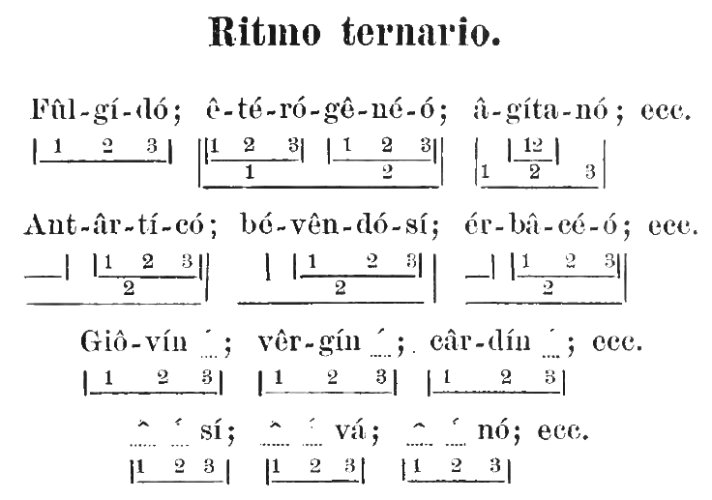 Ritmo ternario.
Fûl-gí-dó; ê-té-ró-gê-né-ó; â-gíta-nó; ecc.
1 2 3 1 2 3 1 2 3 12
1 2 1 2 3
Ant-âr-tí-có; bé-vên-dó-sí; ér-bâ-cé-ó; ecc.
1 2 3 1 2 3 1 2 3
2 2 2
Giô-vín ´; vêr-gín ´; câr-dín ´; ecc.
1 2 3 1 2 3 1 2 3
ˆ ´ sí; ˆ ´ vá; ˆ ´ nó; ecc.
1 2 3 1 2 3 1 2 3